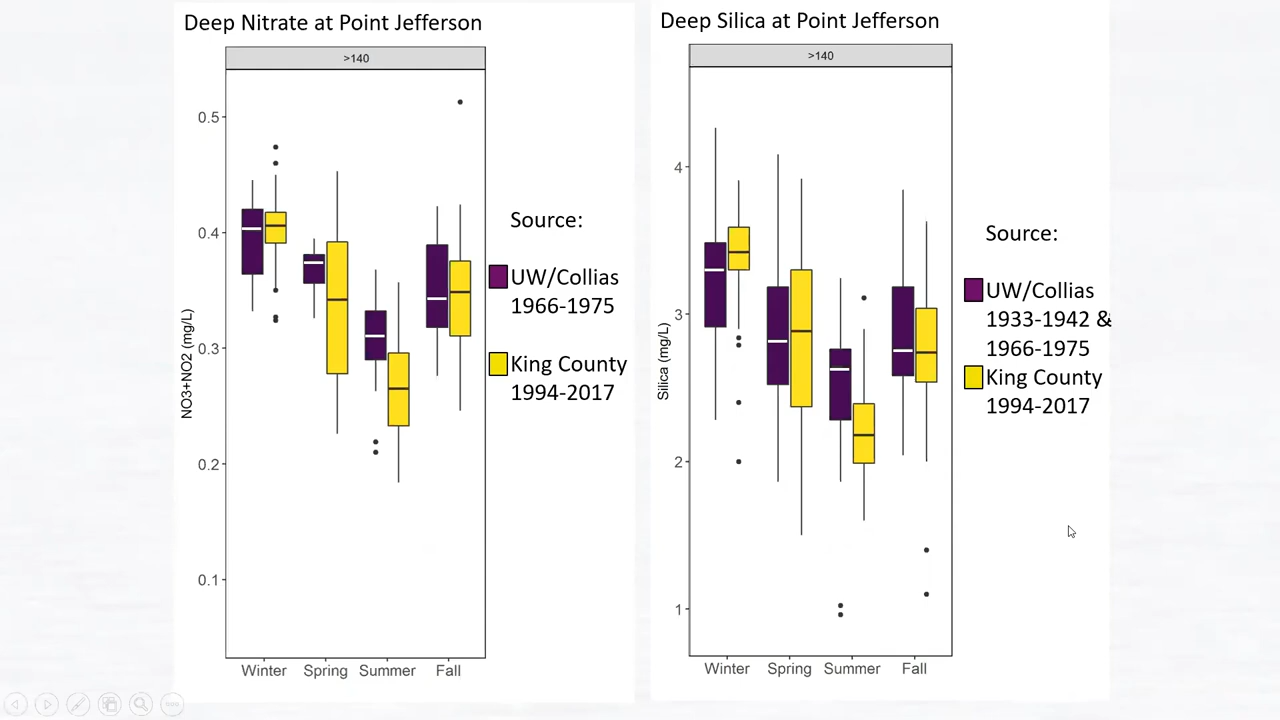 Deep Nitrate at Point Jefferson
>140
0.5
0.4
0.3
0.2
0.1
NO3+NO2 (mg/L)
Winter Spring Summer Fall
Source:
UW/Collias
1966-1975
King County
1994-2017
Deep Silica at Point Jefferson
>140
4
3
2
1
Silica (mg/L)
Winter Spring Summer Fall
Source:
UW/Collias
1933-1942 &
1966-1975
King County
1994-2017